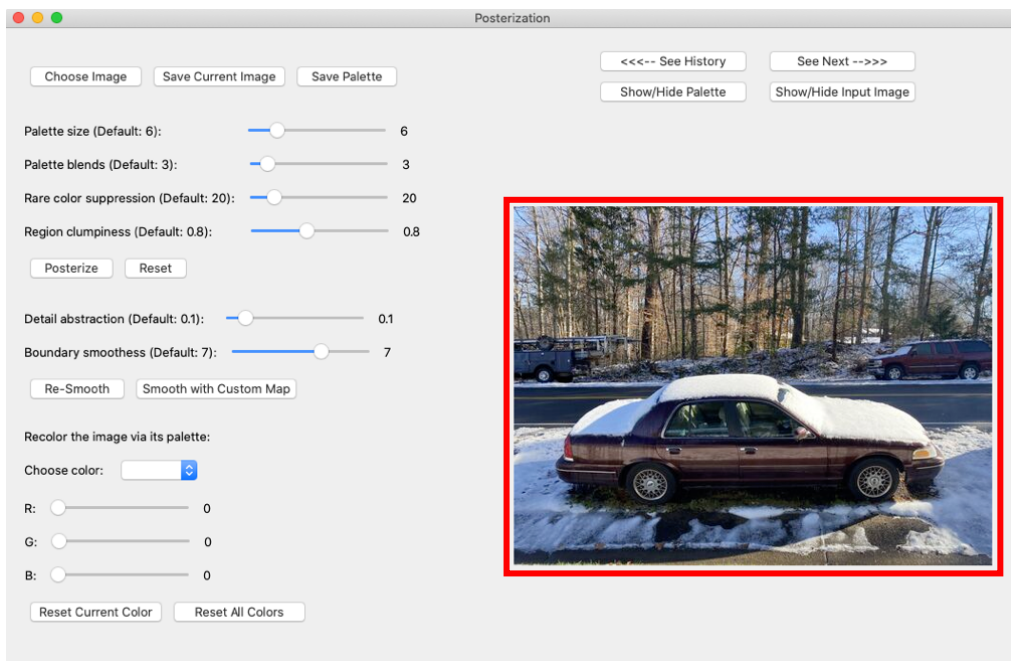 Posterization
Choose Image Save Current Image Save Palette
<<<-- See History See Next -->>>
Show/Hide Palette Show/Hide Input Image
Palette size (Default: 6): 6
Palette blends (Default: 3): 3
Rare color suppression (Default: 20): 20
Region clumpiness (Default: 0.8): 0.8
Posterize Reset
Detail abstraction (Default: 0.1): 0.1
Boundary smoothess (Default: 7): 7
Re-Smooth Smooth with Custom Map
Recolor the image via its palette:
Choose color:
R: 0
G: 0
B: 0
Reset Current Color Reset All Colors